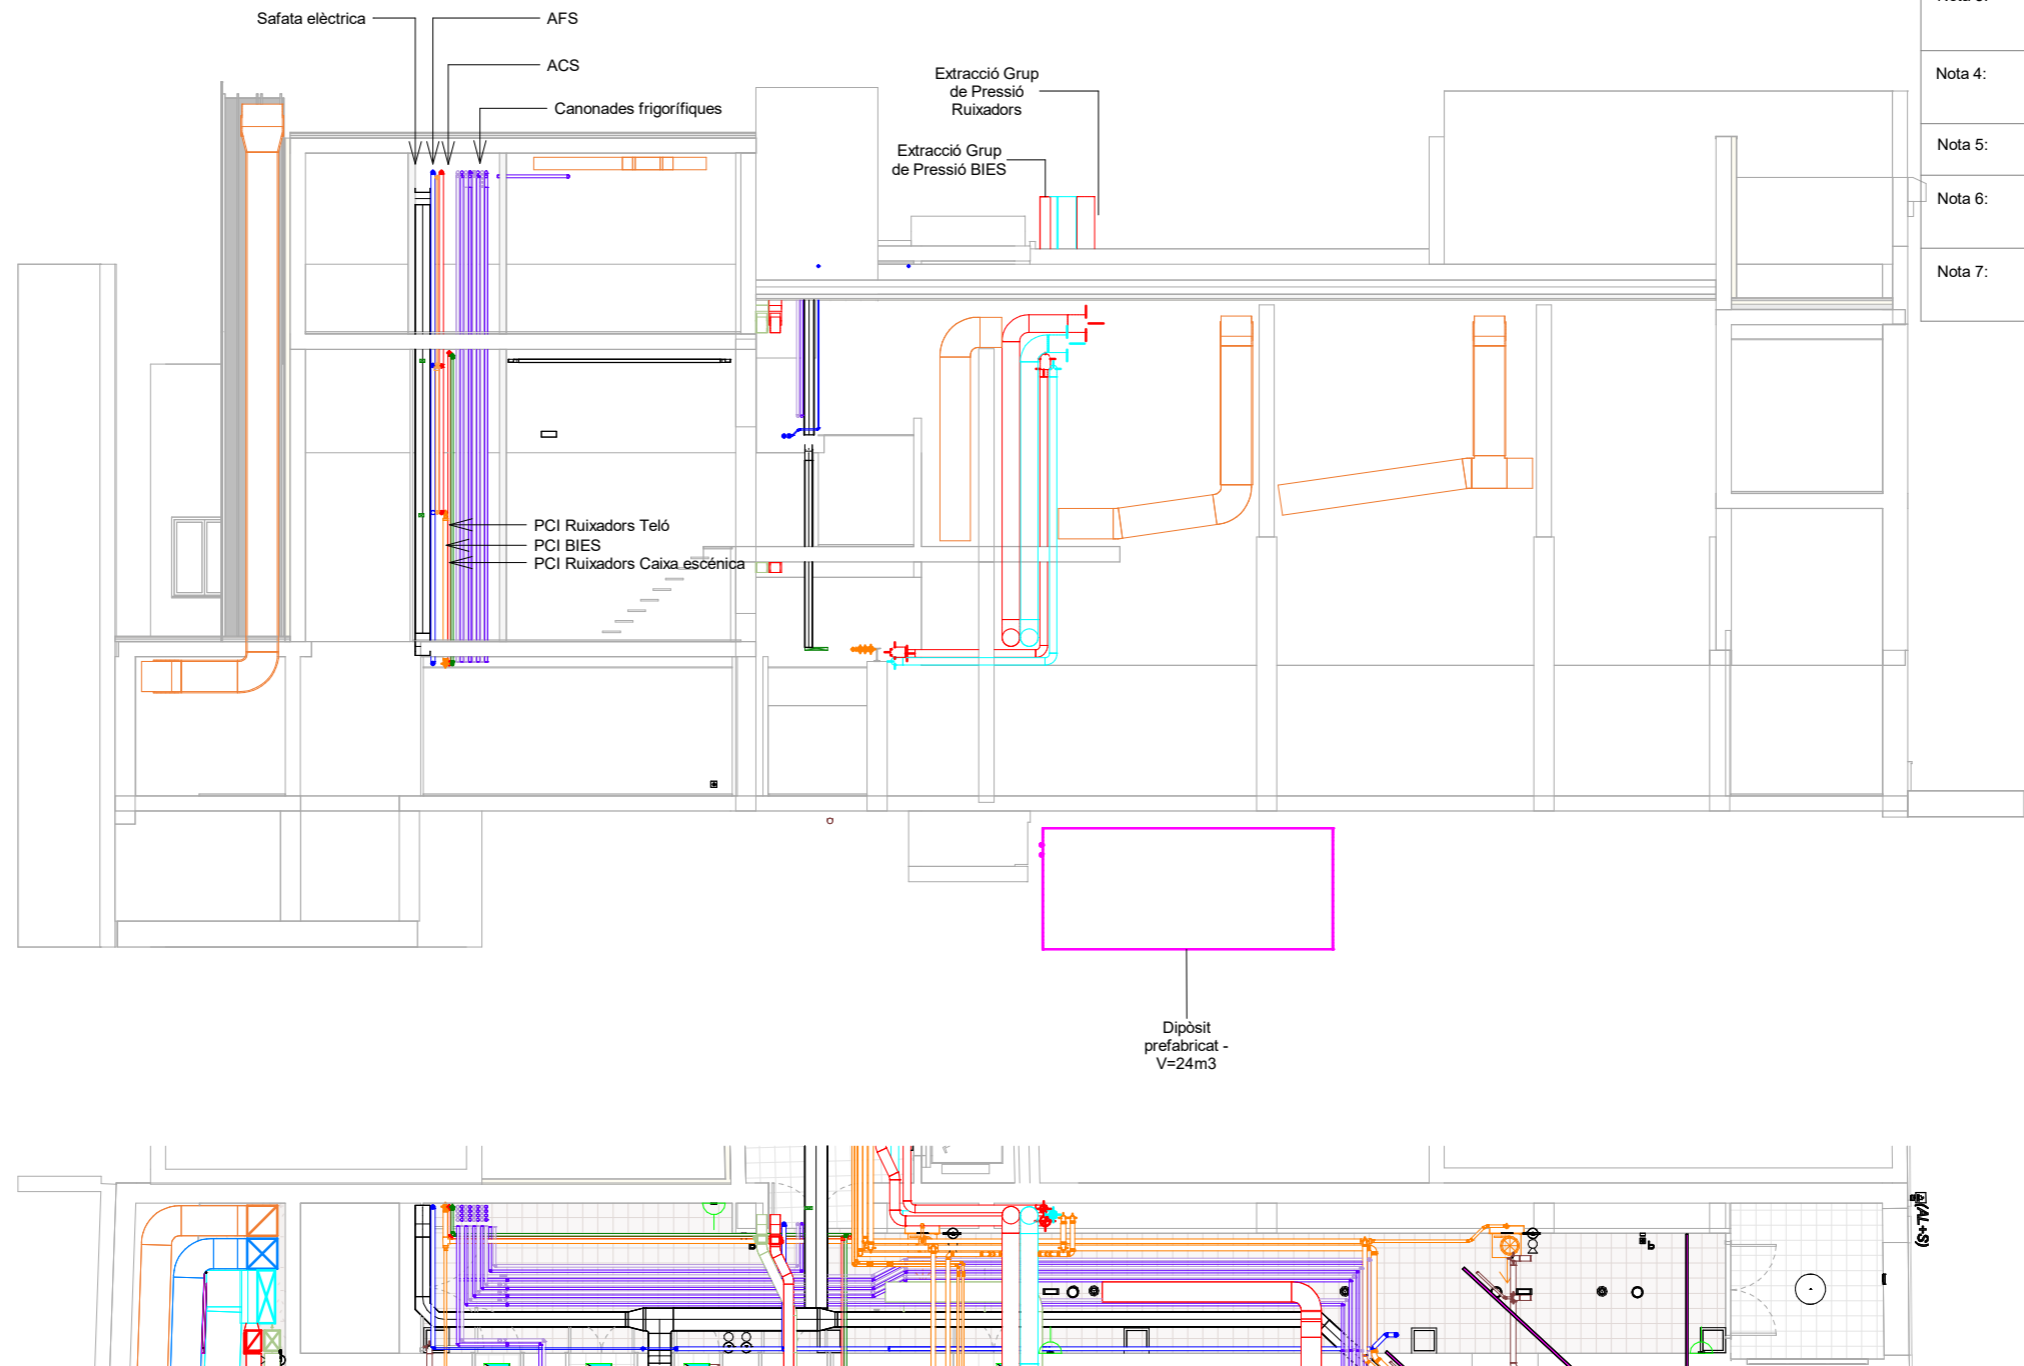 Safata elèctrica
AFS
ACS
Canonades frigorífiques
Extracció Grup
de Pressió
Ruixadors
Extracció Grup
de Pressió BIES
Nota 4:
Nota 5:
Nota 6:
Nota 7:
PCI Ruixadors Teló
PCI BIES
PCI Ruixadors Caixa escénica
Dipòsit
prefabricat -
V=24m3